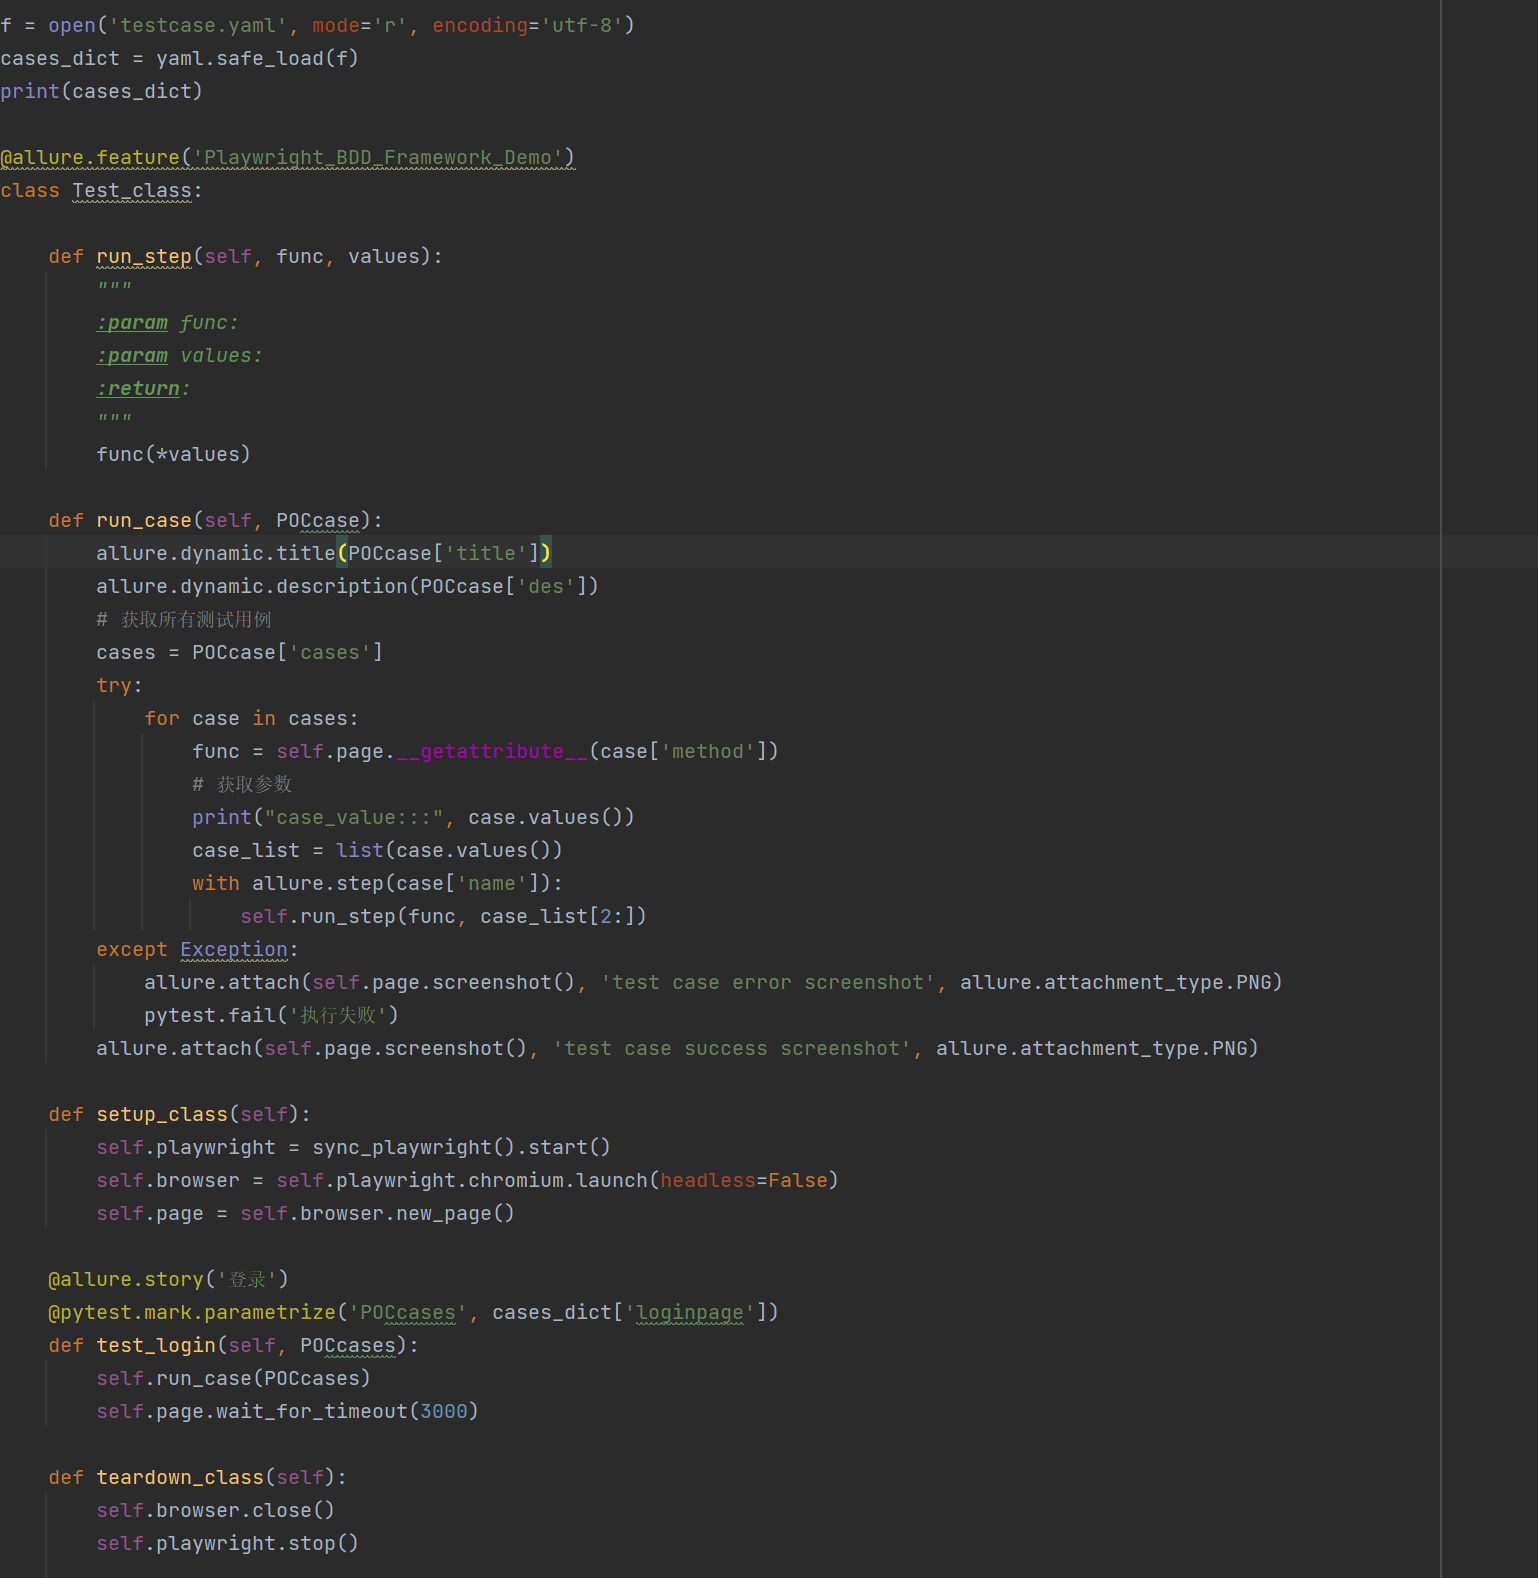 f = open('testcase.yaml', mode='r', encoding='utf-8')
cases_dict = yaml.safe_load(f)
print(cases_dict)
@allure.feature('Playwright_BDD_Framework_Demo')
class Test_class:
    def run_step(self, func, values):
        """
        :param func:
        :param values:
        :return:
        """
        func(*values)
    def run_case(self, POCcase):
        allure.dynamic.title(POCcase['title'])
        allure.dynamic.description(POCcase['des'])
        # 获取所有测试用例
        cases = POCcase['cases']
        try:
            for case in cases:
                func = self.page.__getattribute__(case['method'])
                # 获取参数
                print("case_value:::", case.values())
                case_list = list(case.values())
                with allure.step(case['name']):
                    self.run_step(func, case_list[2:])
        except Exception:
            allure.attach(self.page.screenshot(), 'test case error screenshot', allure.attachment_type.PNG)
            pytest.fail('执行失败')
        allure.attach(self.page.screenshot(), 'test case success screenshot', allure.attachment_type.PNG)
    def setup_class(self):
        self.playwright = sync_playwright().start()
        self.browser = self.playwright.chromium.launch(headless=False)
        self.page = self.browser.new_page()
    @allure.story('登录')
    @pytest.mark.parametrize('POCcases', cases_dict['loginpage'])
    def test_login(self, POCcases):
        self.run_case(POCcases)
        self.page.wait_for_timeout(3000)
    def teardown_class(self):
        self.browser.close()
        self.playwright.stop()